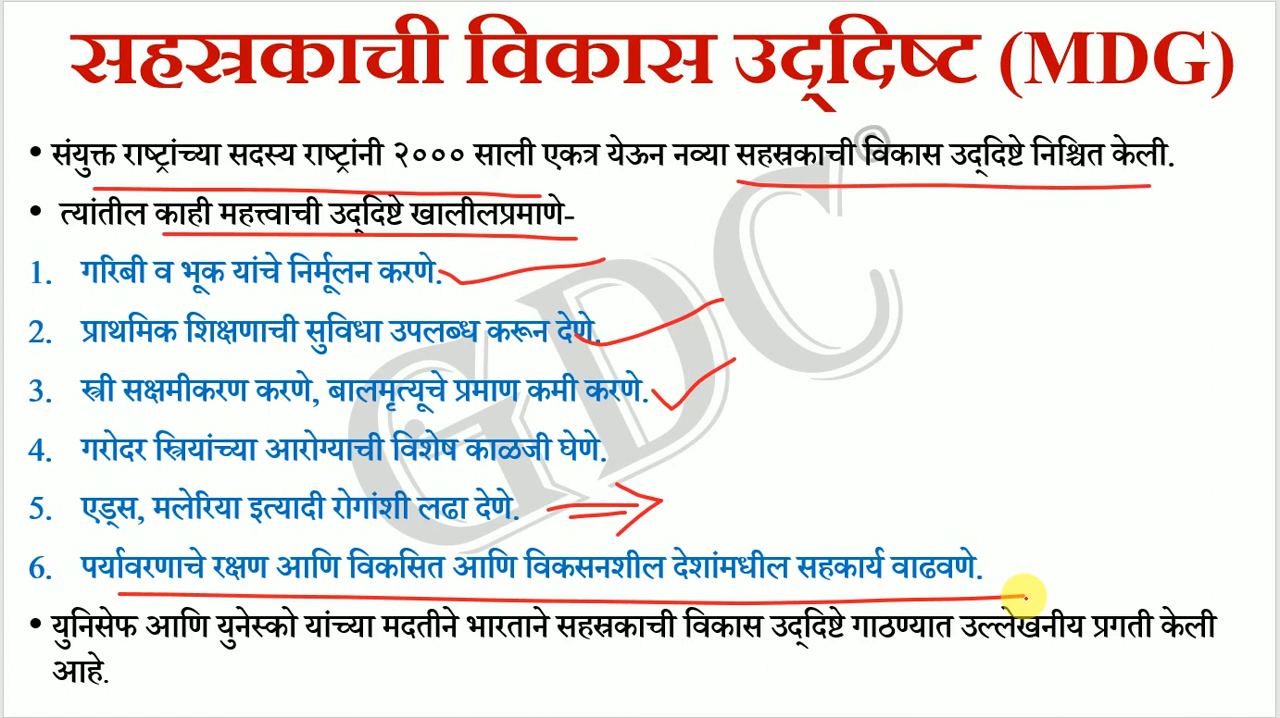 सहस्रकाची विकास उद्‌दिष्ट (MDG)
• संयुक्त राष्ट्रांच्या सदस्य राष्ट्रांनी २००० साली एकत्र येऊन नव्या सहस्रकाची विकास उद्‌दिष्टे निश्चित केली.
• त्यांतील काही महत्त्वाची उद्‌दिष्टे खालीलप्रमाणे-
1. गरिबी व भूक यांचे निर्मूलन करणे.
2. प्राथमिक शिक्षणाची सुविधा उपलब्ध करून देणे.
3. स्त्री सक्षमीकरण करणे, बालमृत्यूचे प्रमाण कमी करणे.
4. गरोदर स्त्रियांच्या आरोग्याची विशेष काळजी घेणे.
5. एड्स, मलेरिया इत्यादी रोगांशी लढा देणे.
6. पर्यावरणाचे रक्षण आणि विकसित आणि विकसनशील देशांमधील सहकार्य वाढवणे.
• युनिसेफ आणि युनेस्को यांच्या मदतीने भारताने सहस्रकाची विकास उद्‌दिष्टे गाठण्यात उल्लेखनीय प्रगती केली
आहे.
GDC